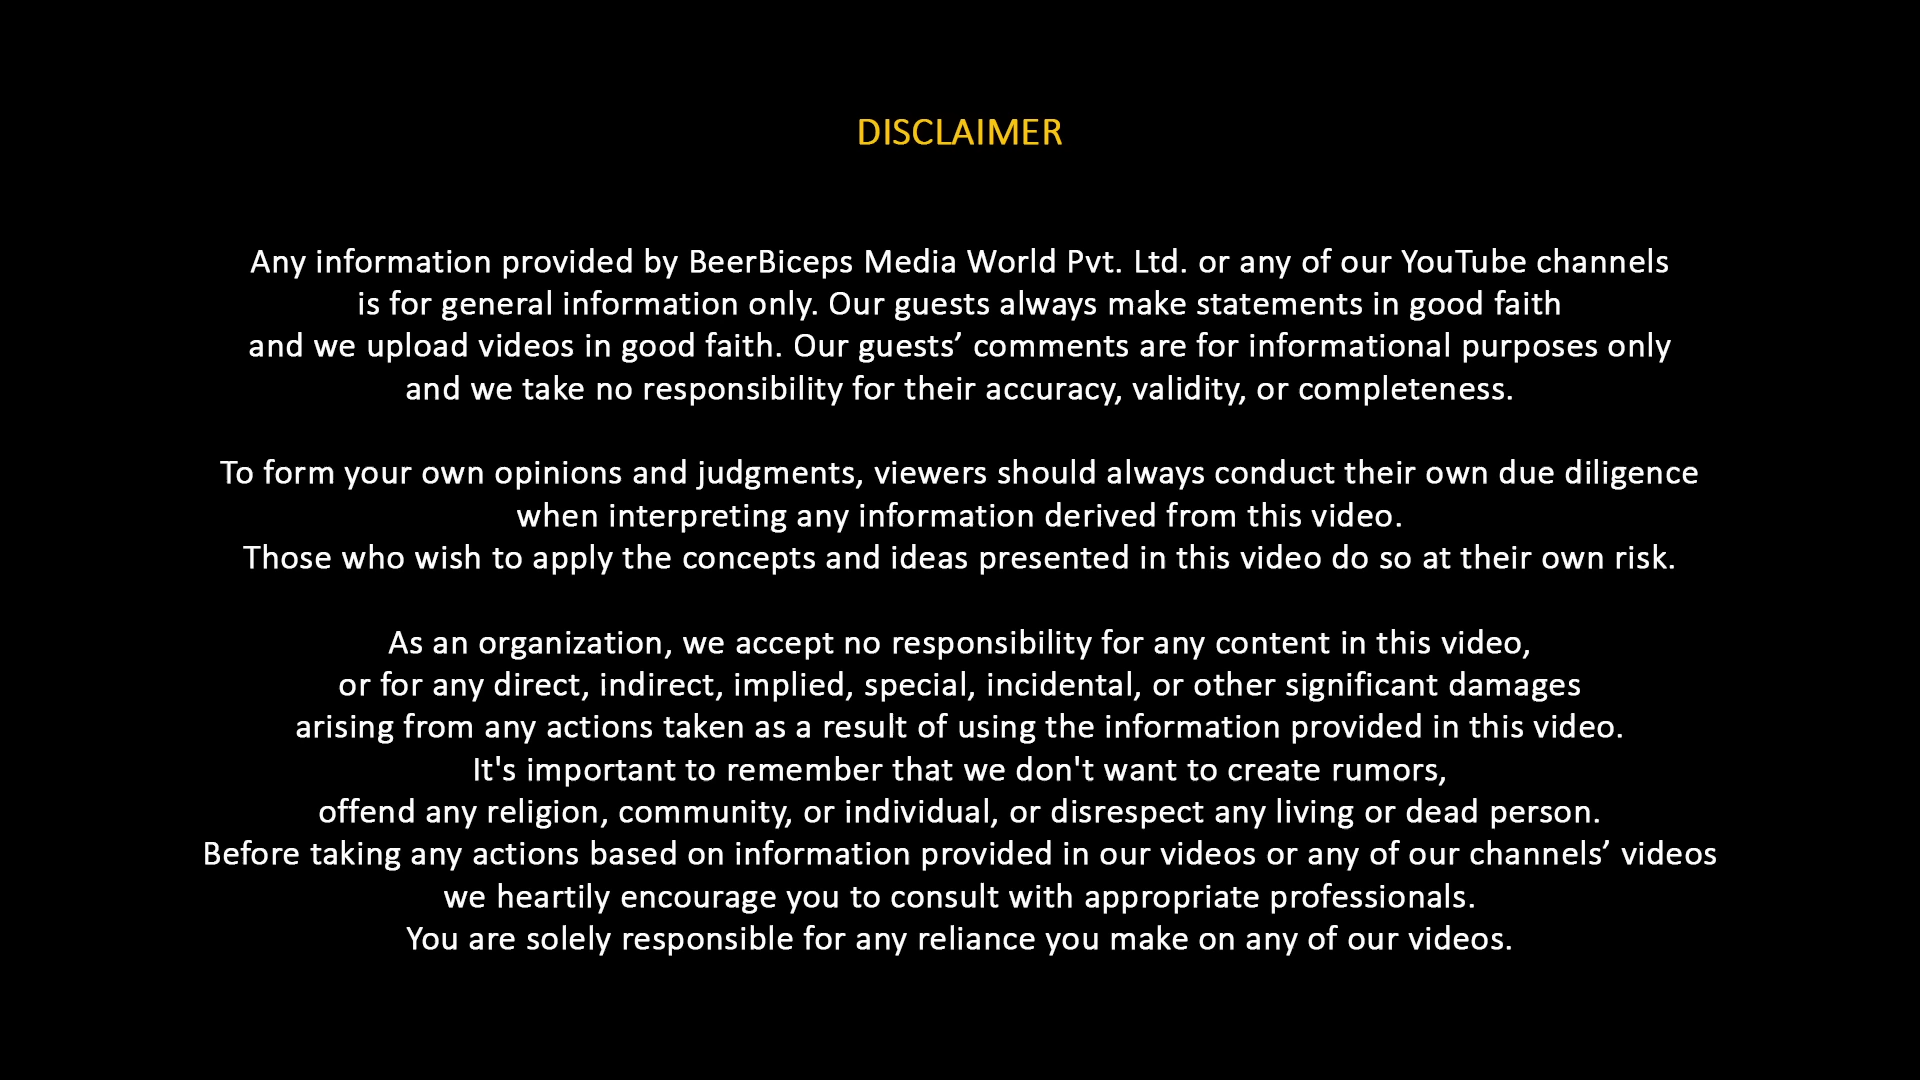 DISCLAIMER
Any information provided by BeerBiceps Media World Pvt. Ltd. or any of our YouTube channels
is for general information only. Our guests always make statements in good faith
and we upload videos in good faith. Our guests’ comments are for informational purposes only
and we take no responsibility for their accuracy, validity, or completeness.
To form your own opinions and judgments, viewers should always conduct their own due diligence
when interpreting any information derived from this video.
Those who wish to apply the concepts and ideas presented in this video do so at their own risk.
As an organization, we accept no responsibility for any content in this video,
or for any direct, indirect, implied, special, incidental, or other significant damages
arising from any actions taken as a result of using the information provided in this video.
It's important to remember that we don't want to create rumors,
offend any religion, community, or individual, or disrespect any living or dead person.
Before taking any actions based on information provided in our videos or any of our channels’ videos
we heartily encourage you to consult with appropriate professionals.
You are solely responsible for any reliance you make on any of our videos.